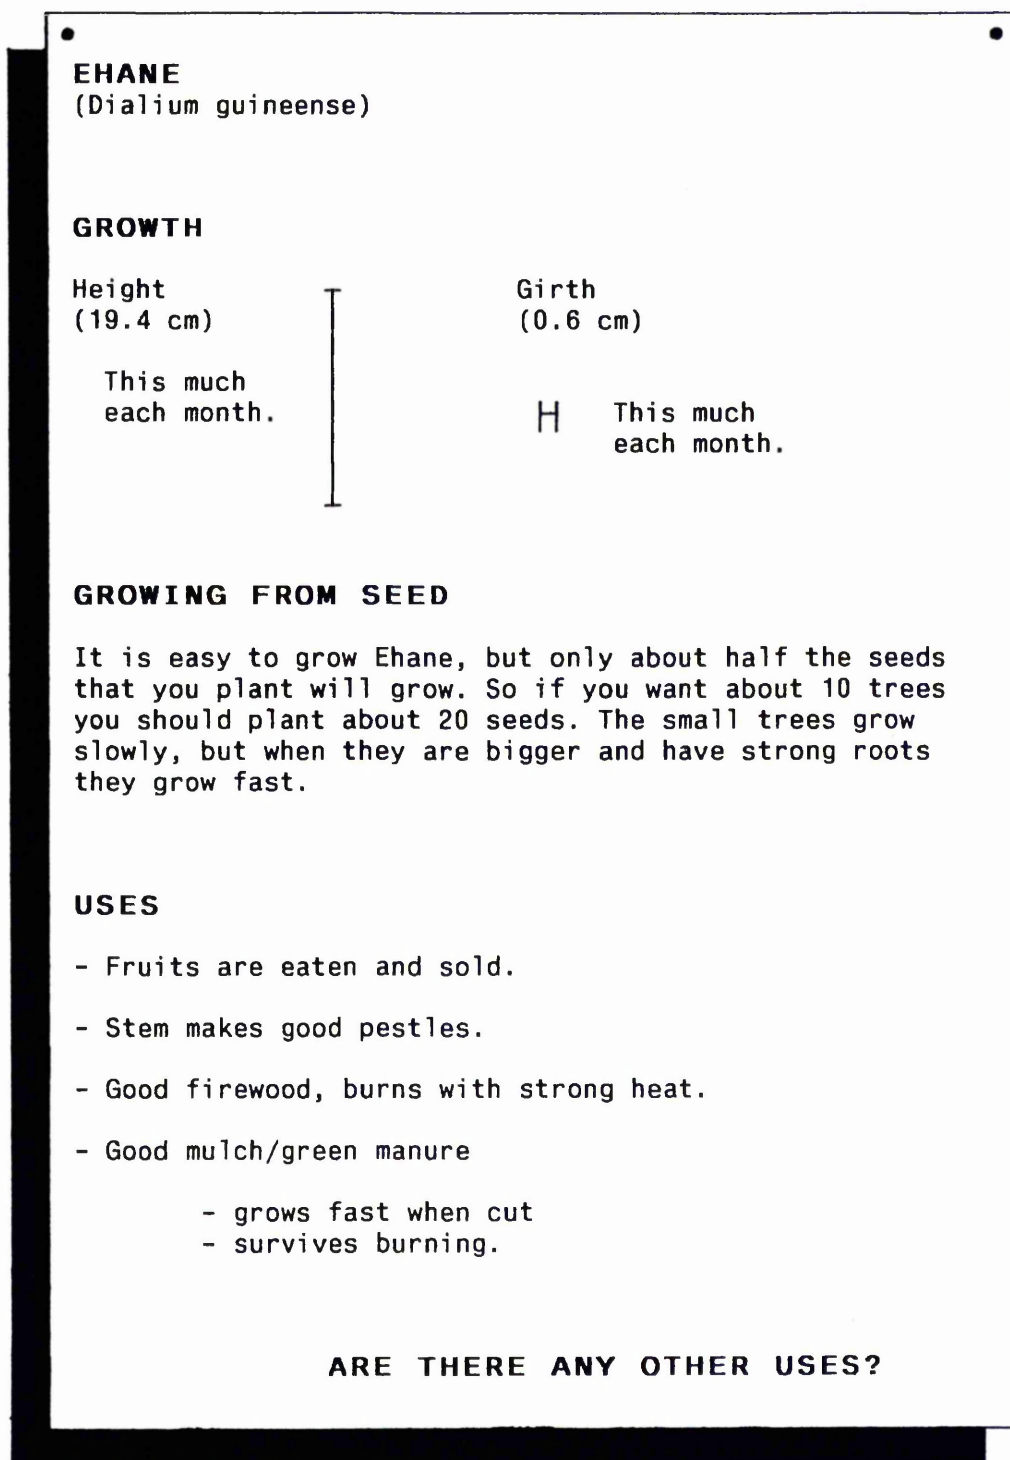 EHANE
(Dialium guineense)
GROWTH
Height
(19.4 cm)
This much
each month.
Girth
(0.6 cm)
This much
each month.
GROWING FROM SEED
It is easy to grow Ehane, but only about half the seeds
that you plant will grow. So if you want about 10 trees
you should plant about 20 seeds. The small trees grow
slowly, but when they are bigger and have strong roots
they grow fast.
USES
- Fruits are eaten and sold.
- Stem makes good pestles.
- Good firewood, burns with strong heat.
- Good mulch/green manure
- grows fast when cut
- survives burning.
ARE THERE ANY OTHER USES?